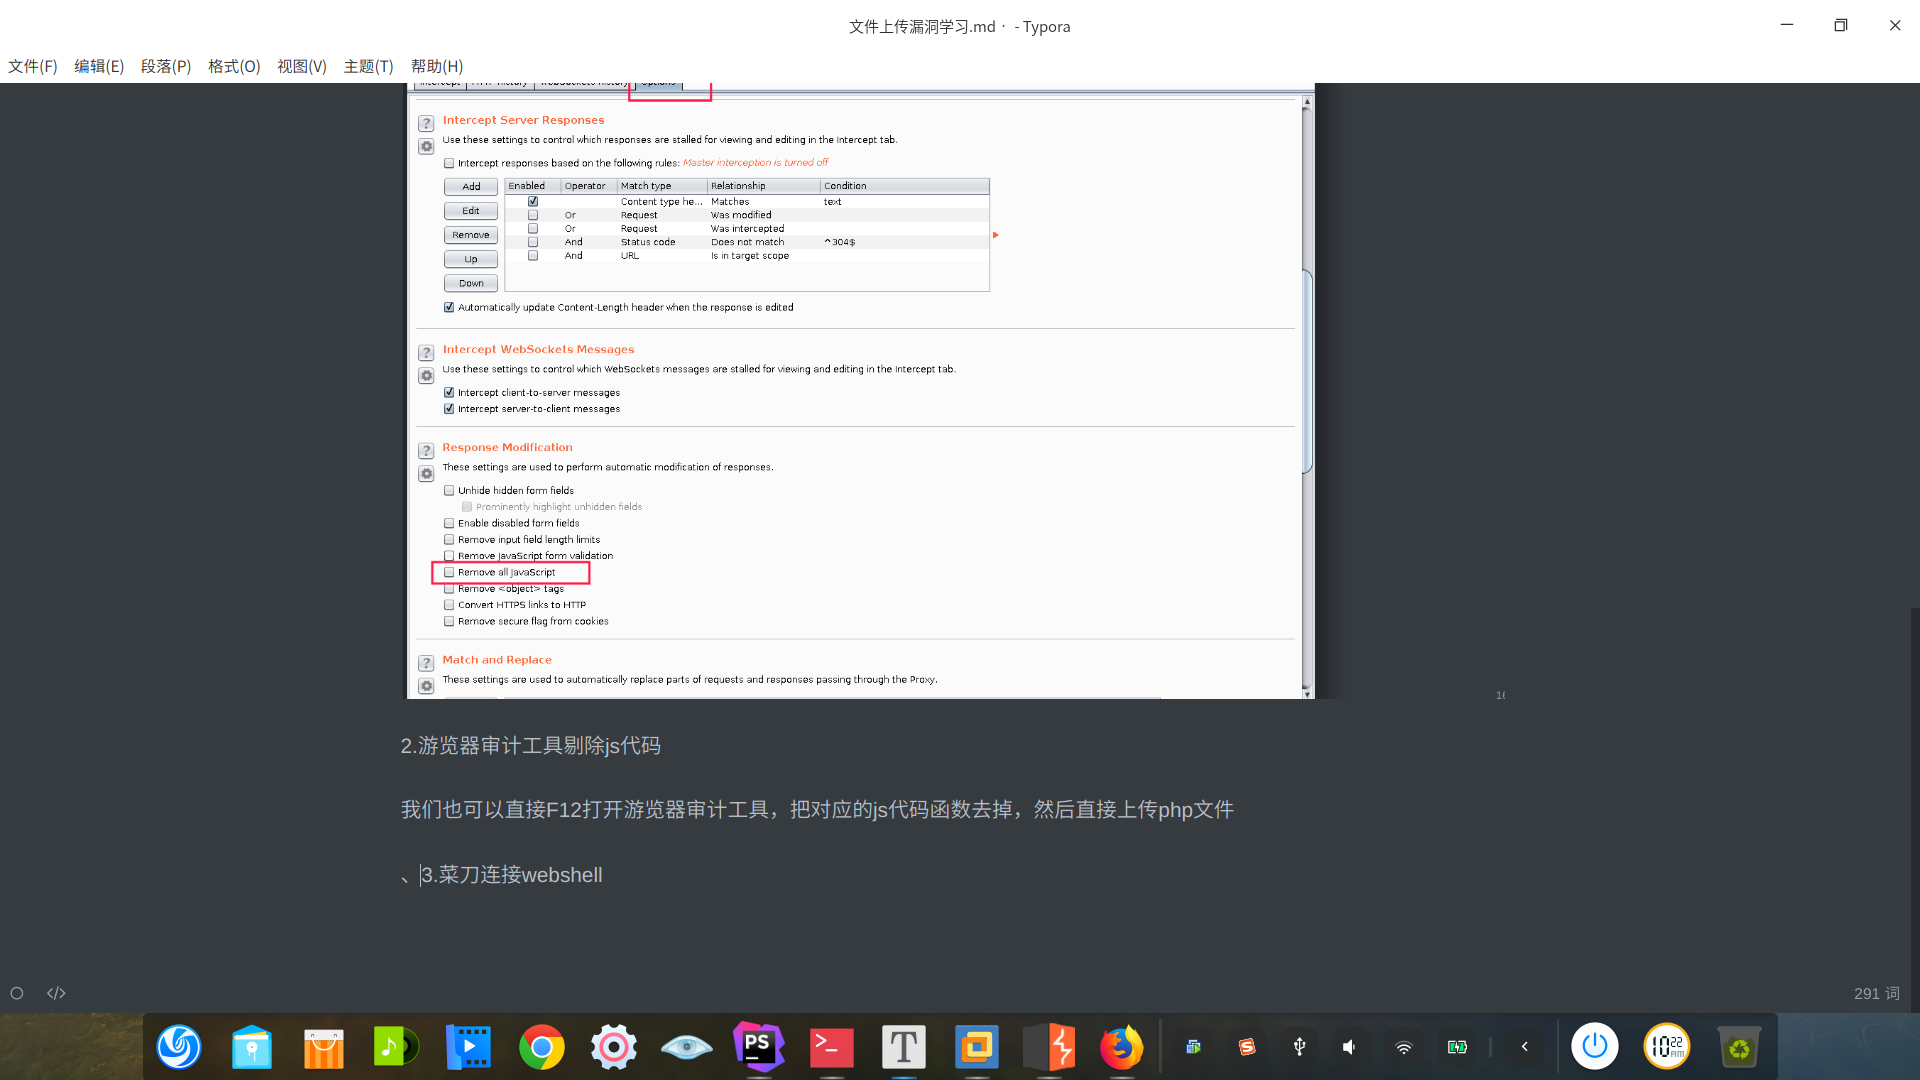 文件上传漏洞学习.md · - Typora
文件(F) 编辑(E) 段落(P) 格式(O) 视图(V) 主题(T) 帮助(H)
Intercept Server Responses
Use these settings to control which responses are stalled for viewing and editing in the Intercept tab.
Intercept responses based on the following rules: Master interception is turned off
Add
Edit
Remove
Up
Down
Enabled Operator Match type Relationship Condition
Content type he... Matches text
Or Request Was modified
Or Request Was intercepted
And Status code Does not match ^304$
And URL Is in target scope
Automatically update Content-Length header when the response is edited
Intercept WebSockets Messages
Use these settings to control which WebSockets messages are stalled for viewing and editing in the Intercept tab.
Intercept client-to-server messages
Intercept server-to-client messages
Response Modification
These settings are used to perform automatic modification of responses.
Unhide hidden form fields
Prominently highlight unhidden fields
Enable disabled form fields
Remove input field length limits
Remove JavaScript form validation
Remove all JavaScript
Remove <object> tags
Convert HTTPS links to HTTP
Remove secure flag from cookies
Match and Replace
These settings are used to automatically replace parts of requests and responses passing through the Proxy.
2.游览器审计工具剔除js代码
我们也可以直接F12打开游览器审计工具，把对应的js代码函数去掉，然后直接上传php文件
、3.菜刀连接webshell
291 词
PS
T
10 22 AM